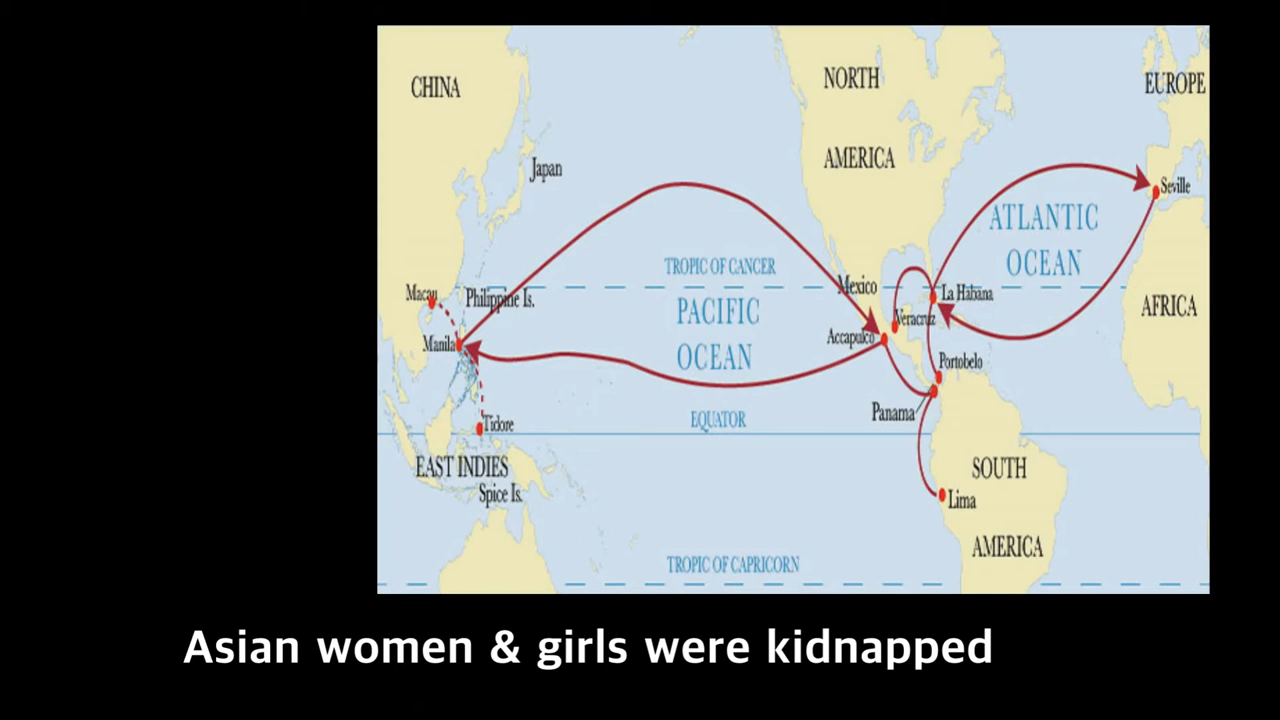 CHINA
NORTH
AMERICA
EUROPE
Japan
Seville
ATLANTIC
OCEAN
TROPIC OF CANCER
Macau
Philippine Is.
PACIFIC
OCEAN
Mexico
La Habana
AFRICA
Veracruz
Accapulco
Manila
Portobelo
Panama
EQUATOR
Tidore
EAST INDIES
Spice Is.
SOUTH
AMERICA
Lima
TROPIC OF CAPRICORN
Asian women & girls were kidnapped